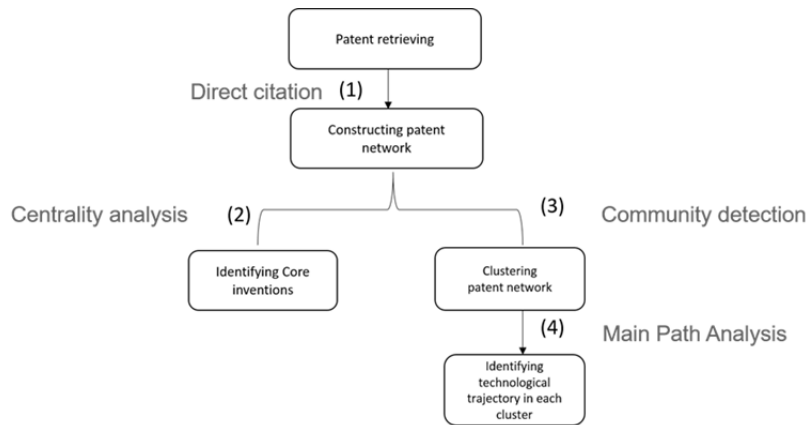 Patent retrieving
Direct citation (1)
Constructing patent
network
Centrality analysis (2)
(3) Community detection
Identifying Core
inventions
Clustering
patent network
(4) Main Path Analysis
Identifying
technological
trajectory in each
cluster